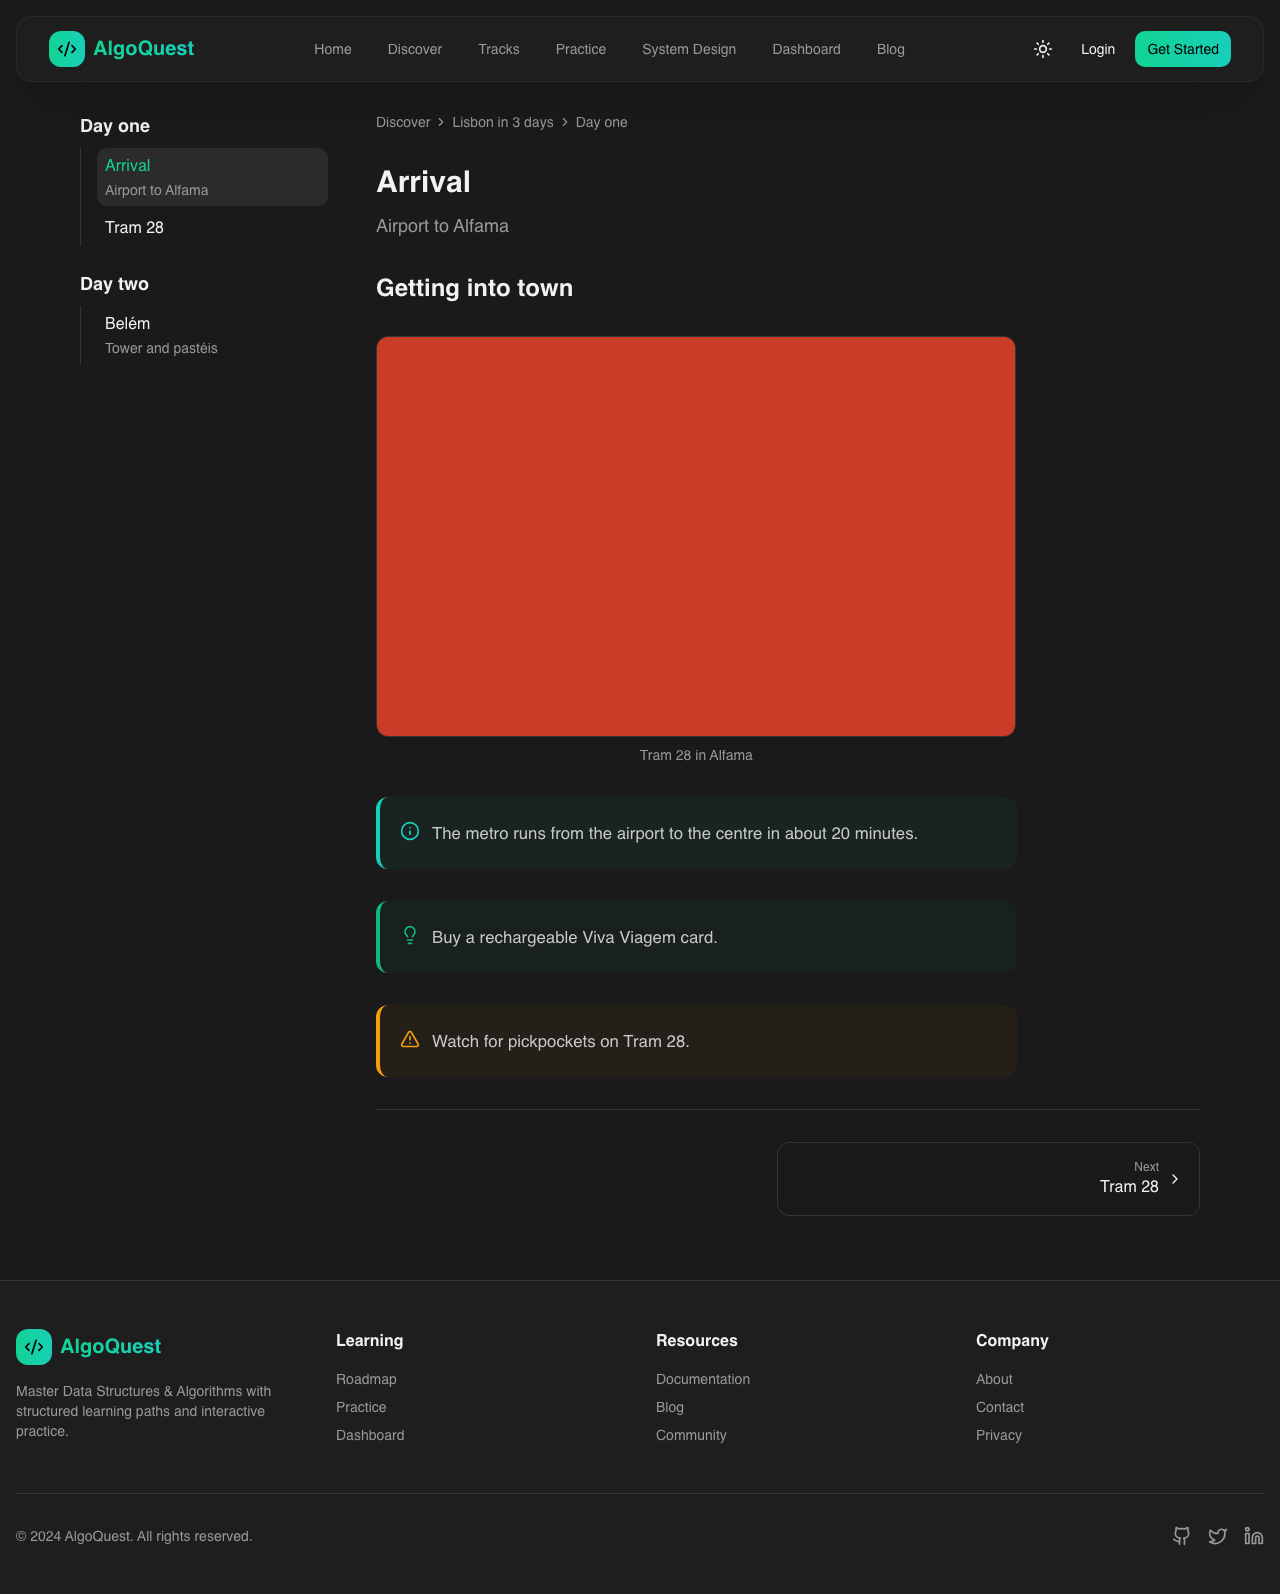 AlgoQuest
Home
Discover
Tracks
Practice
System Design
Dashboard
Blog
Login
Get Started
Day one
Arrival
Airport to Alfama
Tram 28
Day two
Belém
Tower and pastéis
Discover
Lisbon in 3 days
Day one
Arrival
Airport to Alfama
Getting into town
Tram 28 in Alfama
The metro runs from the airport to the centre in about 20 minutes.
Buy a rechargeable Viva Viagem card.
Watch for pickpockets on Tram 28.
Next
Tram 28
AlgoQuest
Master Data Structures & Algorithms with
structured learning paths and interactive
practice.
Learning
Roadmap
Practice
Dashboard
Resources
Documentation
Blog
Community
Company
About
Contact
Privacy
© 2024 AlgoQuest. All rights reserved.